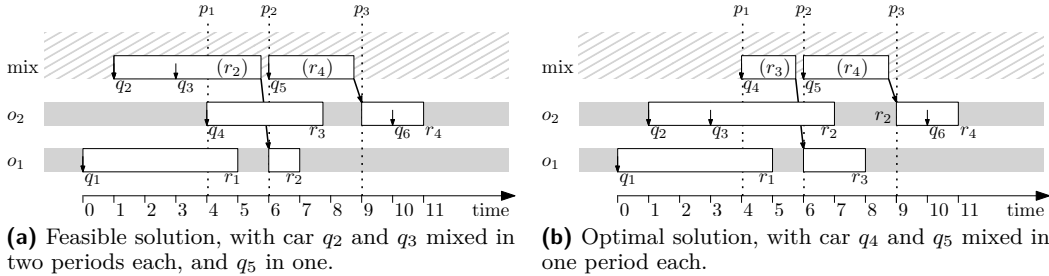 p1 p2 p3
mix (r2) (r4)
q2 q3 q5
o2
q4 r3 q6 r4
o1
q1 r1 r2
0 1 2 3 4 5 6 7 8 9 10 11 time
(a) Feasible solution, with car q2 and q3 mixed in
two periods each, and q5 in one.
p1 p2 p3
mix (r3) (r4)
q4 q5
o2 r2
q2 q3 r2 q6 r4
o1
q1 r1 r3
0 1 2 3 4 5 6 7 8 9 10 11 time
(b) Optimal solution, with car q4 and q5 mixed in
one period each.